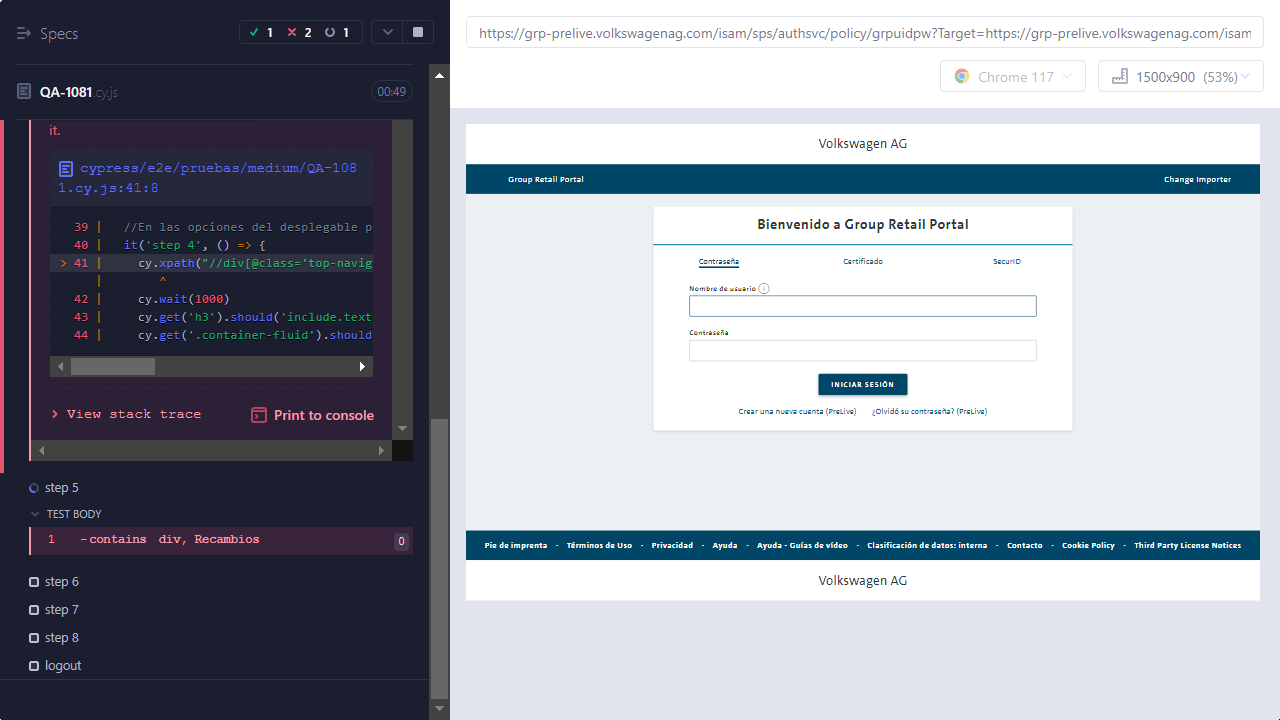 Specs
1
2
1
QA-1081.cy.js
00:49
it.
cypress/e2e/pruebas/medium/QA-108
1.cy.js:41:8
39 | //En las opciones del desplegable p
40 | it('step 4', () => {
> 41 | cy.xpath("//div[@class='top-navig
| ^
42 | cy.wait(1000)
43 | cy.get('h3').should('include.text
44 | cy.get('.container-fluid').should
> View stack trace
Print to console
step 5
TEST BODY
1 -contains div, Recambios 0
step 6
step 7
step 8
logout
https://grp-prelive.volkswagenag.com/isam/sps/authsvc/policy/grpuidpw?Target=https://grp-prelive.volkswagenag.com/isam
Chrome 117
1500x900 (53%)
Volkswagen AG
Group Retail Portal
Change Importer
Bienvenido a Group Retail Portal
Contraseña
Certificado
SecurID
Nombre de usuario i
Contraseña
INICIAR SESIÓN
Crear una nueva cuenta (PreLive)
¿Olvidó su contraseña? (PreLive)
Pie de imprenta - Términos de Uso - Privacidad - Ayuda - Ayuda - Guías de vídeo - Clasificación de datos: interna - Contacto - Cookie Policy - Third Party License Notices
Volkswagen AG